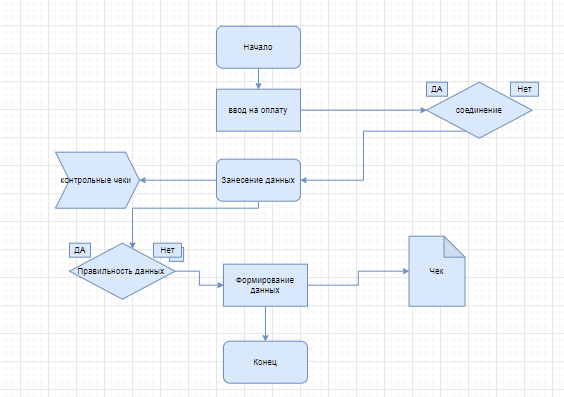 Начало
ввод на оплату
ДА
Нет
соединение
контрольные чеки
Занесение данных
ДА
Нет
Правильность данных
Формирование
данных
Чек
Конец